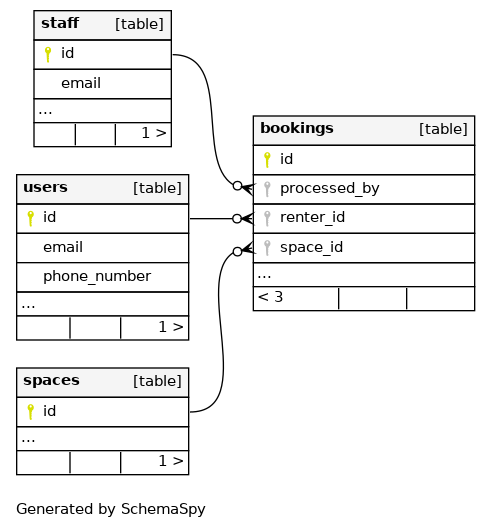 staff [table]
id
email
...
1 >
users [table]
id
email
phone_number
...
1 >
spaces [table]
id
...
1 >
bookings [table]
id
processed_by
renter_id
space_id
...
< 3
Generated by SchemaSpy